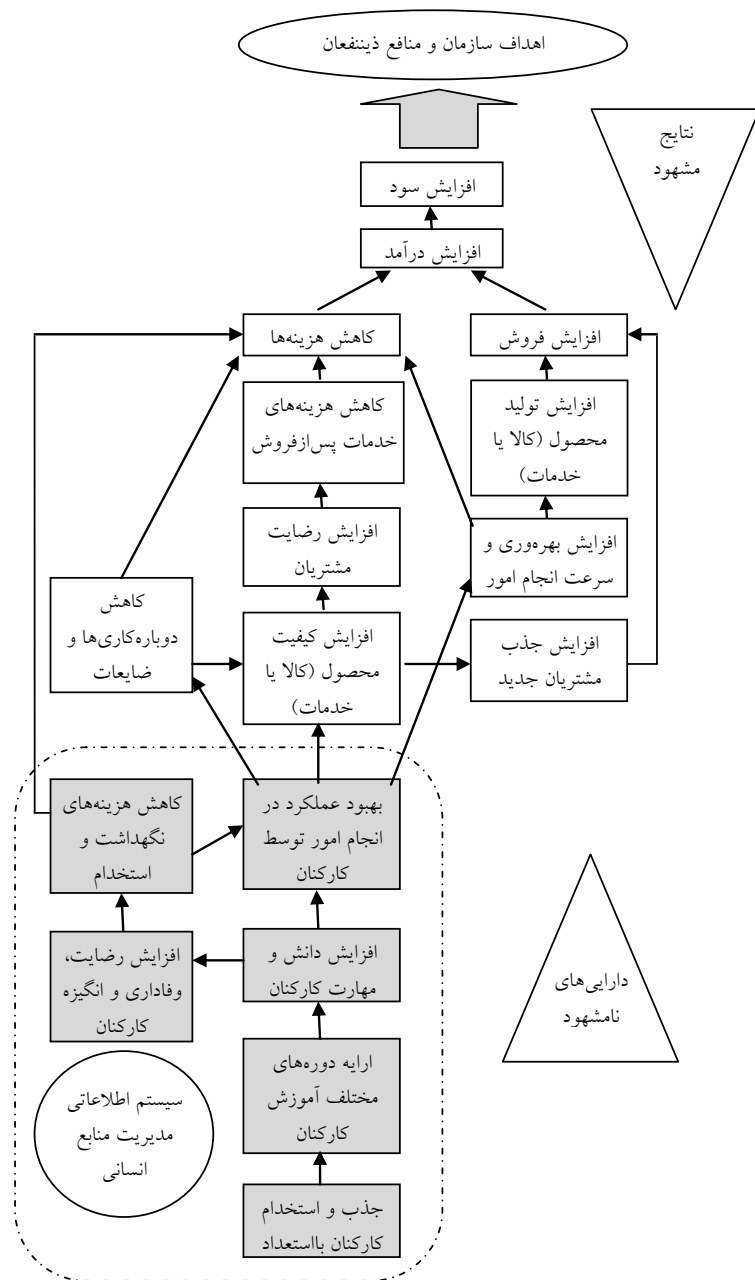 اهداف سازمان و منافع ذیننفعان
نتایج
مشهود
افزایش سود
افزایش درآمد
افزایش فروش
کاهش هزینه‌ها
افزایش تولید
محصول (کالا یا
خدمات)
کاهش هزینه‌های
خدمات پس‌ازفروش
افزایش بهره‌وری و
سرعت انجام امور
افزایش رضایت
مشتریان
افزایش جذب
مشتریان جدید
افزایش کیفیت
محصول (کالا یا
خدمات)
کاهش
دوباره‌کاری‌ها و
ضایعات
بهبود عملکرد در
انجام امور توسط
کارکنان
کاهش هزینه‌های
نگهداشت و
استخدام
دارایی‌های
نامشهود
افزایش دانش و
مهارت کارکنان
افزایش رضایت،
وفاداری و انگیزه
کارکنان
ارایه دوره‌های
مختلف آموزش
کارکنان
سیستم اطلاعاتی
مدیریت منابع
انسانی
جذب و استخدام
کارکنان بااستعداد